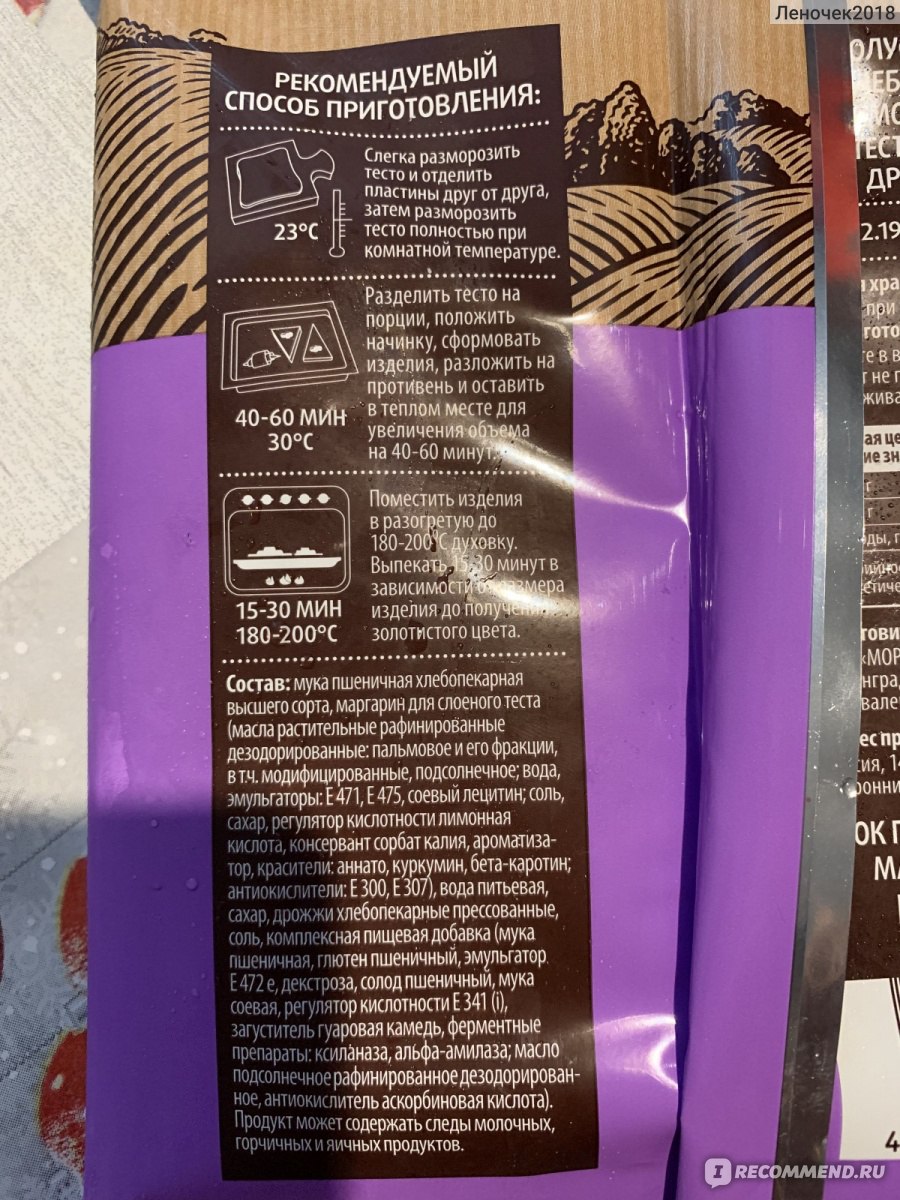 Леночек2018
РЕКОМЕНДУЕМЫЙ
СПОСОБ ПРИГОТОВЛЕНИЯ:
23°C
Слегка разморозить
тесто и отделить
пластины друг от друга,
затем разморозить
тесто полностью при
комнатной температуре.
40-60 МИН
30°C
Разделить тесто на
порции, положить
начинку, сформовать
изделия, разложить на
противень и оставить
в теплом месте для
увеличения объема
на 40-60 минут.
15-30 МИН
180-200°C
Поместить изделия
в разогретую до
180-200°C духовку.
Выпекать 15-30 минут в
зависимости от размера
изделия до получения
золотистого цвета.
Состав: мука пшеничная хлебопекарная
высшего сорта, маргарин для слоеного теста
(масла растительные рафинированные
дезодорированные: пальмовое и его фракции,
в т.ч. модифицированные, подсолнечное; вода,
эмульгаторы: Е 471, Е 475, соевый лецитин; соль,
сахар, регулятор кислотности лимонная
кислота, консервант сорбат калия, ароматиза-
тор, красители: аннато, куркумин, бета-каротин;
антиокислители: Е 300, Е 307), вода питьевая,
сахар, дрожжи хлебопекарные прессованные,
соль, комплексная пищевая добавка (мука
пшеничная, глютен пшеничный, эмульгатор
Е 472 е, декстроза, солод пшеничный, мука
соевая, регулятор кислотности Е 341 (i),
загуститель гуаровая камедь, ферментные
препараты: ксиланаза, альфа-амилаза; масло
подсолнечное рафинированное дезодорирован-
ное, антиокислитель аскорбиновая кислота).
Продукт может содержать следы молочных,
горчичных и яичных продуктов.
2.19
при
IRECOMMEND.RU